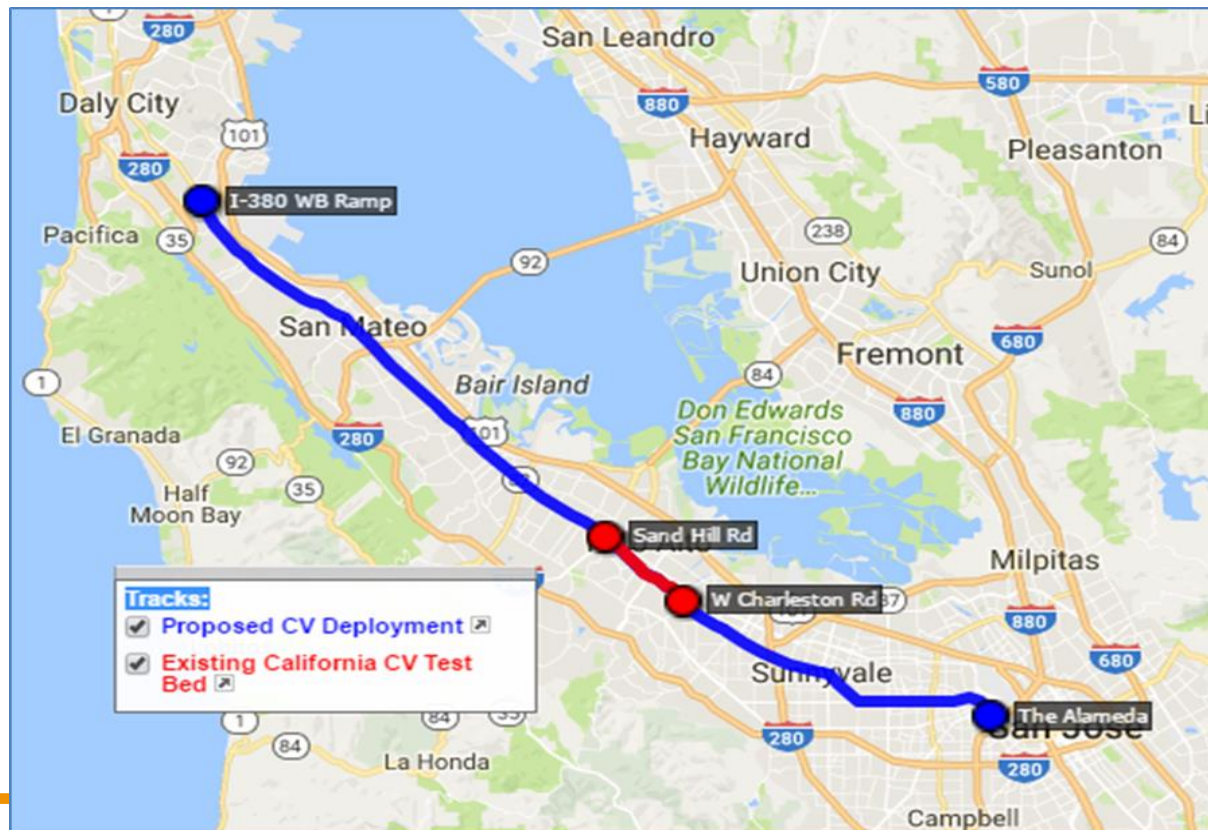 280
San Leandro
Daly City
101
880
580
Hayward
Li
280
Pleasanton
I-380 WB Ramp
Pacifica
35
238
84
92
Union City
Sunol
San Mateo
680
1
Bair Island
84
Fremont
El Granada
280
101
Don Edwards
San Francisco
Bay National
Wildlife...
880
92
35
Half
Moon Bay
Sand Hill Rd
Milpitas
Tracks:
Proposed CV Deployment
Existing California CV Test
Bed
W Charleston Rd
880
Sunnyvale
680
1
84
35
The Alameda
San Jose
84
La Honda
280
280
Campbell